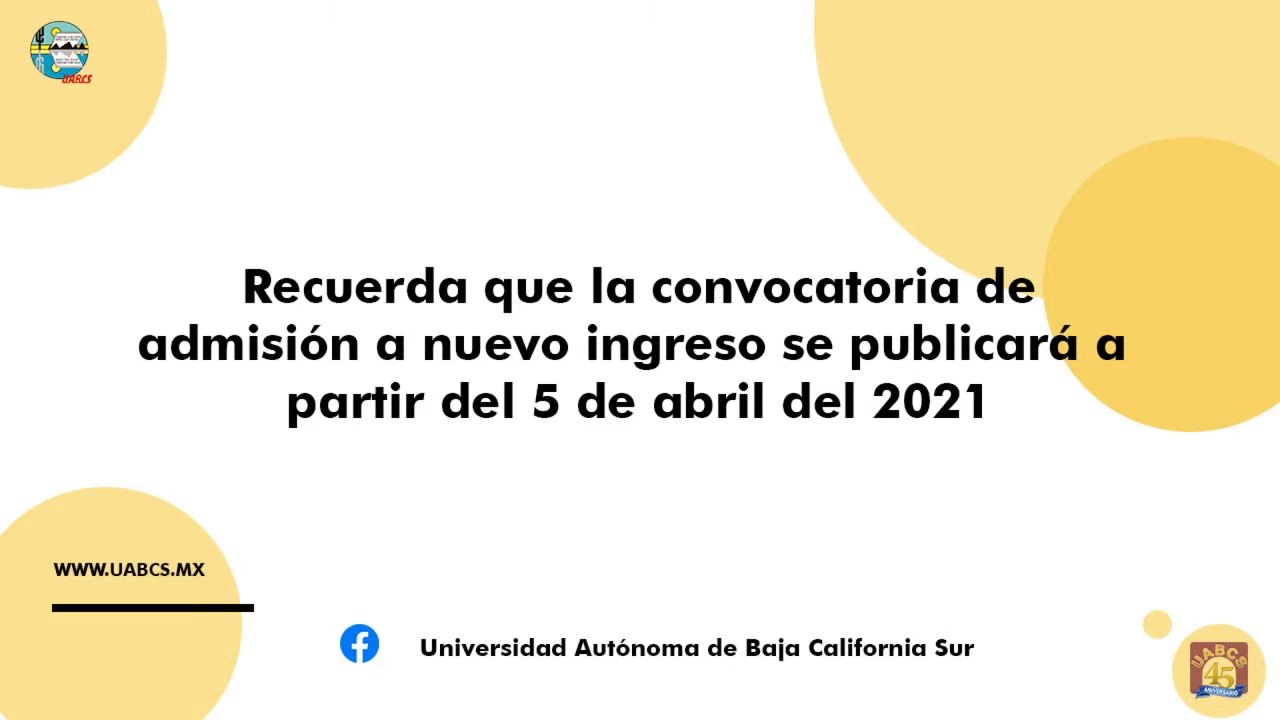 UABCS
Recuerda que la convocatoria de
admisión a nuevo ingreso se publicará a
partir del 5 de abril del 2021
WWW.UABCS.MX
Universidad Autónoma de Baja California Sur
UABCS
45
ANIVERSARIO